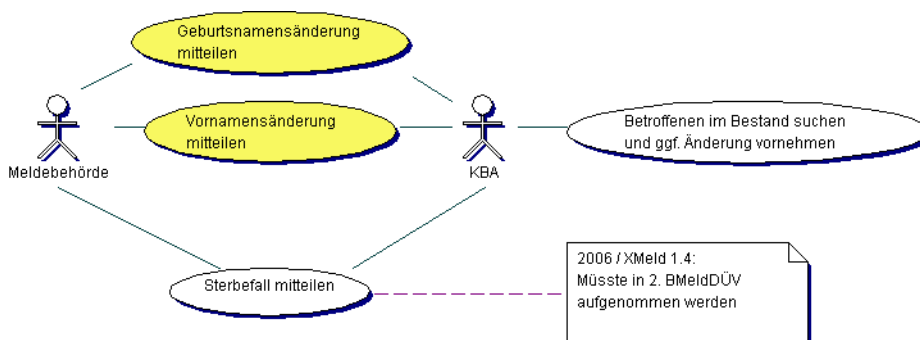 Geburtsnamensänderung
mitteilen
Vornamensänderung
mitteilen
Betroffenen im Bestand suchen
und ggf. Änderung vornehmen
Meldebehörde
KBA
Sterbefall mitteilen
2006 / XMeld 1.4:
Müsste in 2. BMeldDÜV
aufgenommen werden